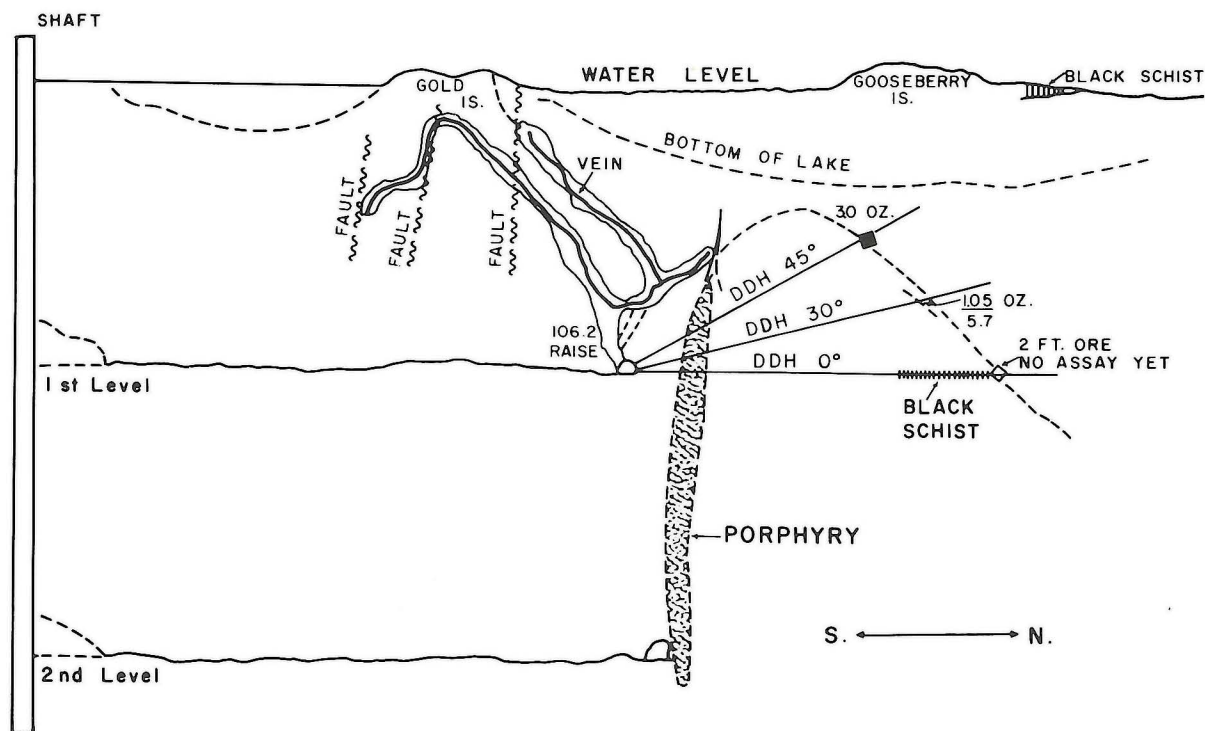 SHAFT
WATER LEVEL
GOLD
IS.
GOOSEBERRY
IS.
BLACK SCHIST
BOTTOM OF LAKE
VEIN
FAULT
FAULT
FAULT
30 OZ.
DDH 45°
1.05 OZ.
5.7
DDH 30°
106.2
RAISE
DDH 0°
2 FT. ORE
NO ASSAY YET
1st Level
BLACK
SCHIST
PORPHYRY
S. N.
2nd Level